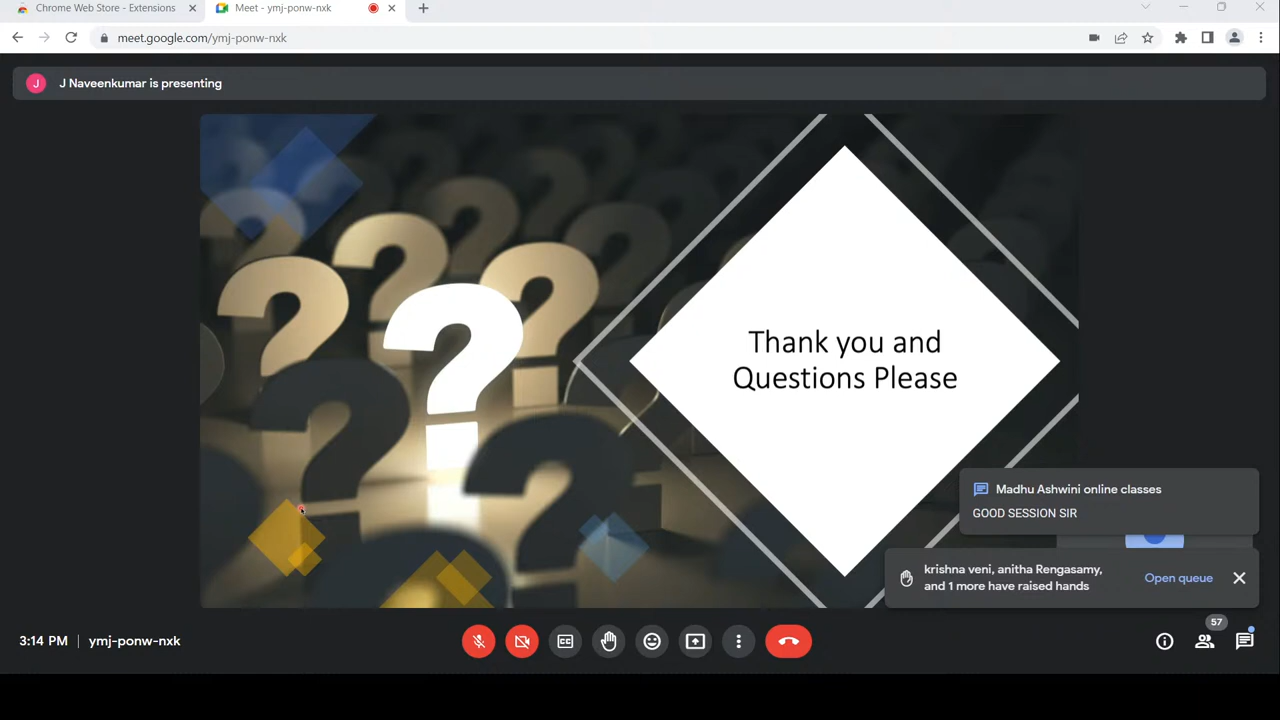 Chrome Web Store - Extensions
Meet - ymj-ponw-nxk
meet.google.com/ymj-ponw-nxk
J
J Naveenkumar is presenting
Thank you and
Questions Please
Madhu Ashwini online classes
GOOD SESSION SIR
krishna veni, anitha Rengasamy,
and 1 more have raised hands
Open queue
3:14 PM
ymj-ponw-nxk
CC
57